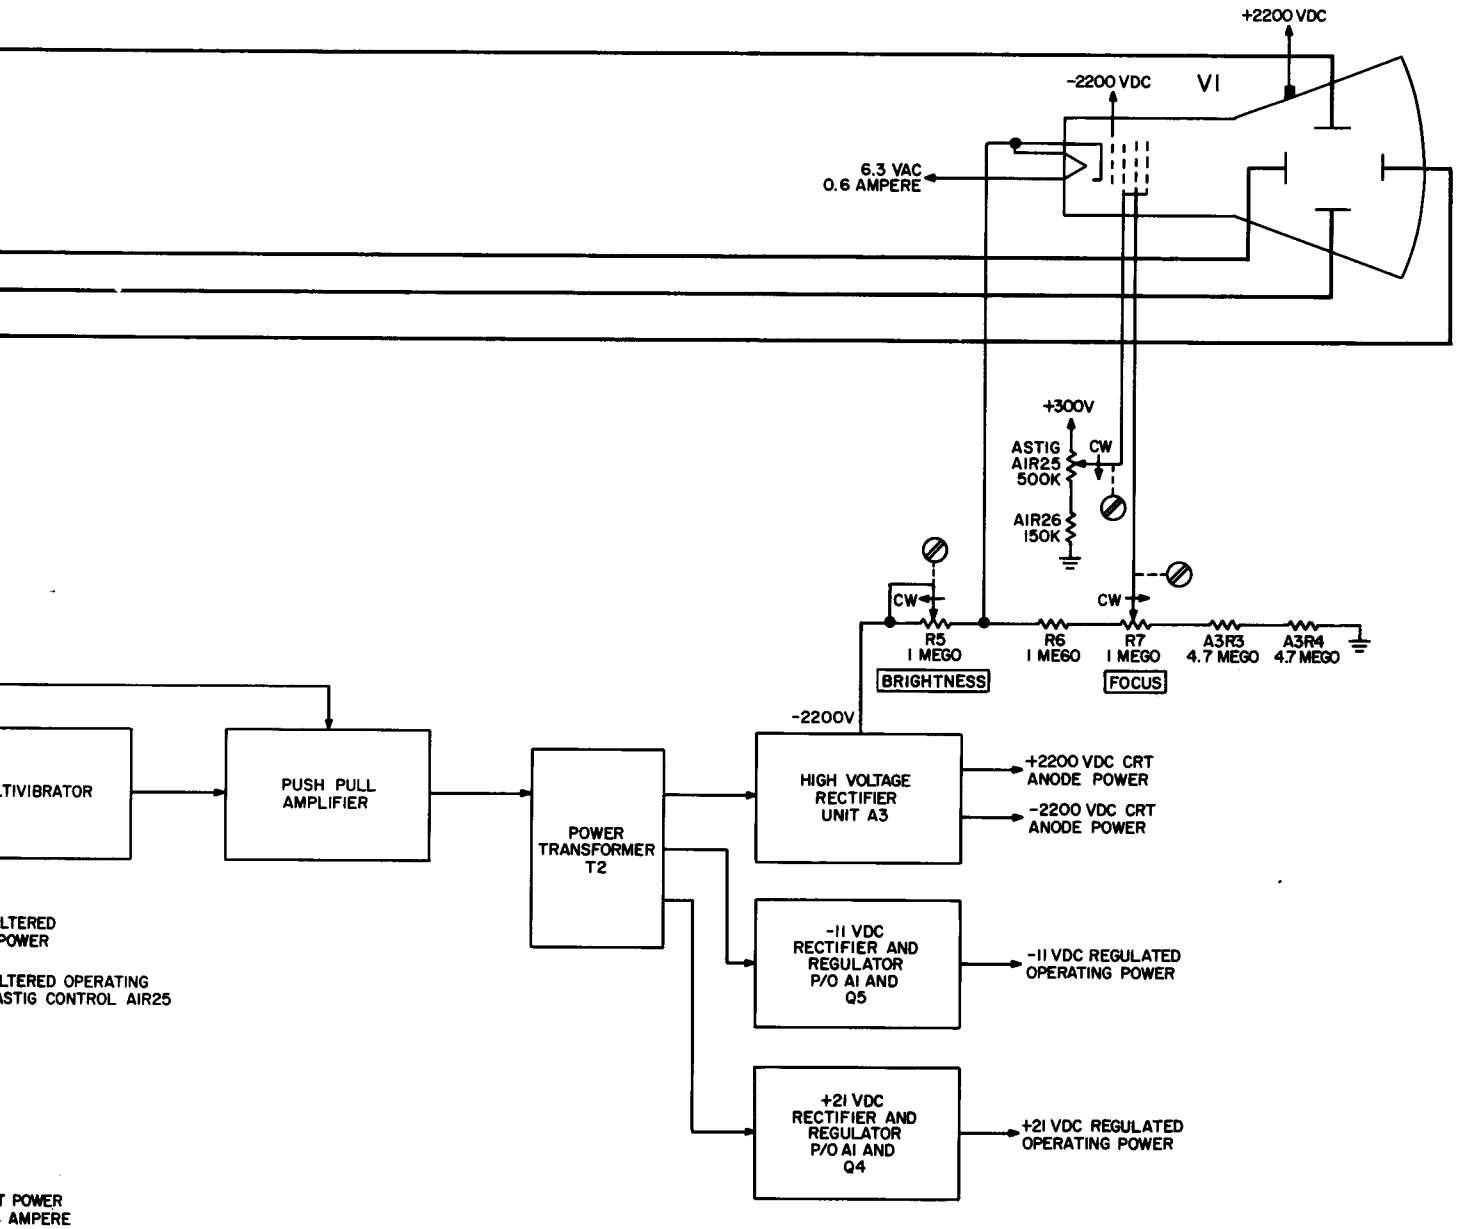 +2200 VDC
-2200 VDC
V1
6.3 VAC
0.6 AMPERE
+300V
ASTIG
A1R25
500K
CW
A1R26
150K
CW
CW
R5
1 MEGO
BRIGHTNESS
R6
1 MEGO
R7
1 MEGO
FOCUS
A3R3
4.7 MEGO
A3R4
4.7 MEGO
-2200V
LTIVIBRATOR
PUSH PULL
AMPLIFIER
POWER
TRANSFORMER
T2
HIGH VOLTAGE
RECTIFIER
UNIT A3
+2200 VDC CRT
ANODE POWER
-2200 VDC CRT
ANODE POWER
LTERED
POWER
LTERED OPERATING
ASTIG CONTROL A1R25
-11 VDC
RECTIFIER AND
REGULATOR
P/O A1 AND
Q5
-11 VDC REGULATED
OPERATING POWER
+21 VDC
RECTIFIER AND
REGULATOR
P/O A1 AND
Q4
+21 VDC REGULATED
OPERATING POWER
T POWER
AMPERE